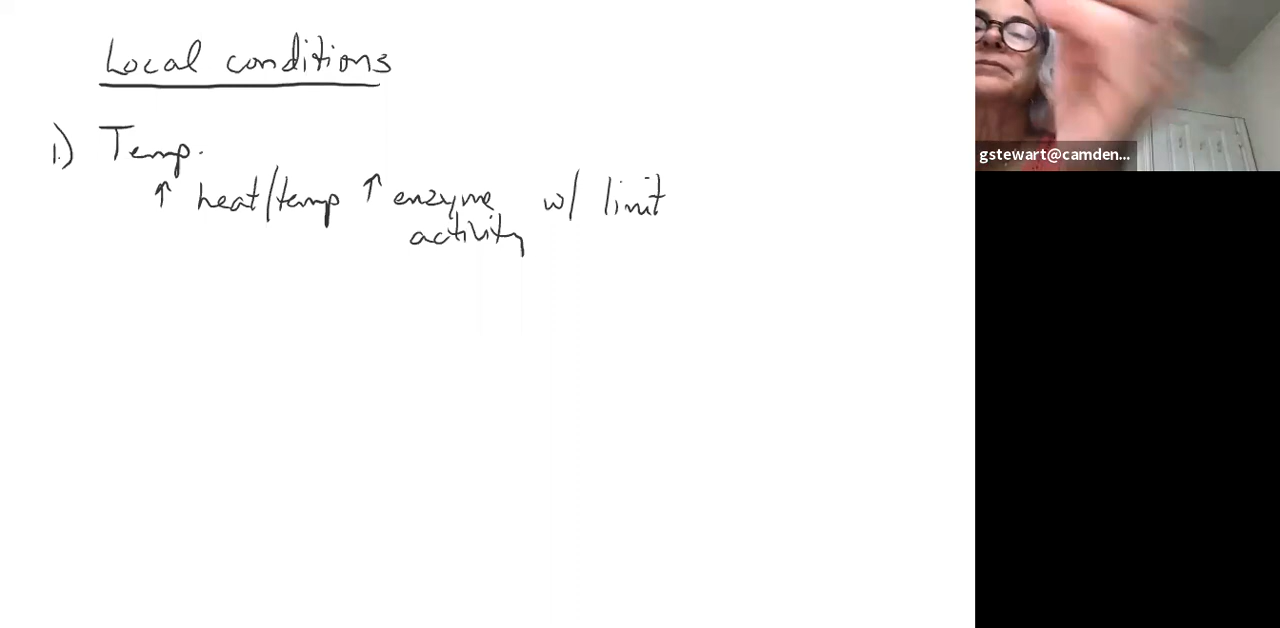 Local conditions
1.) Temp.
↑ heat/temp ↑ enzyme w/ limit
activity
gstewart@camden...